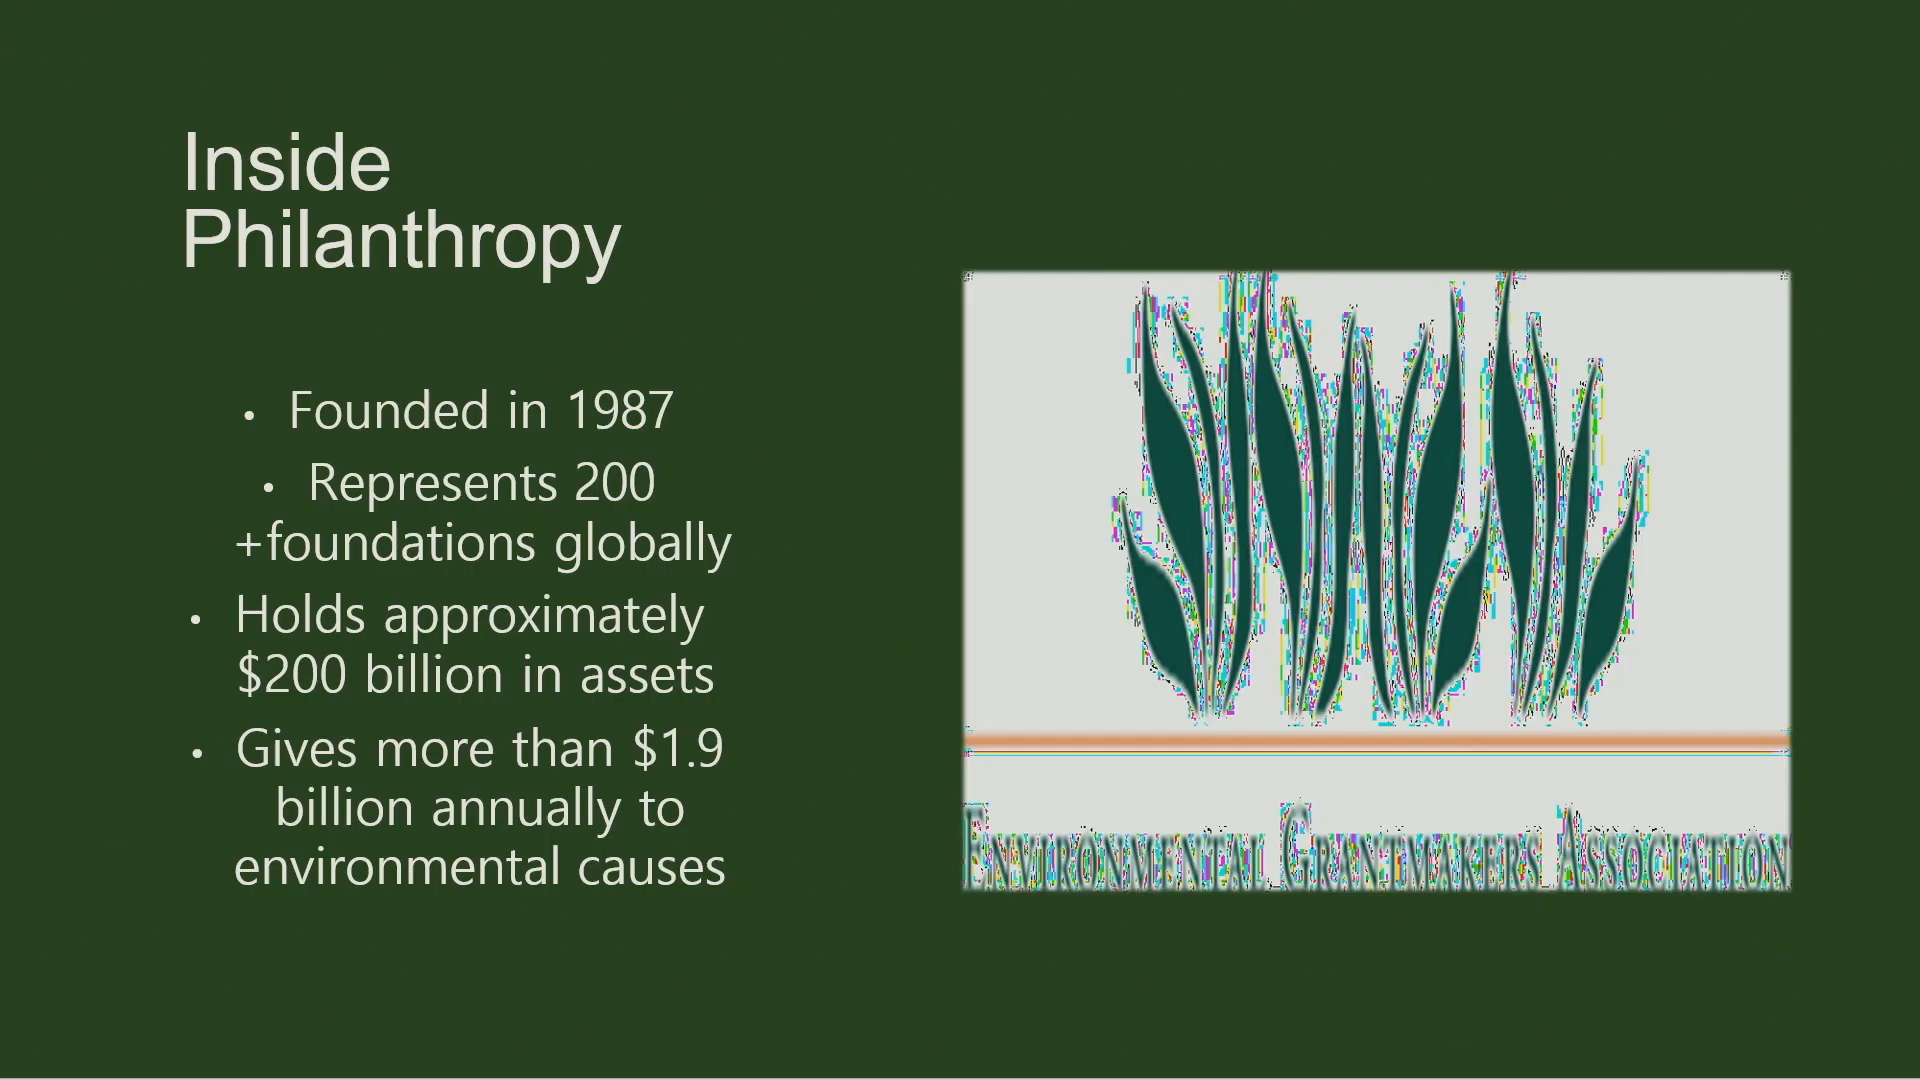 Inside
Philanthropy
• Founded in 1987
• Represents 200
+foundations globally
• Holds approximately
$200 billion in assets
• Gives more than $1.9
billion annually to
environmental causes
ENVIRONMENTAL GRANTMAKERS ASSOCIATION